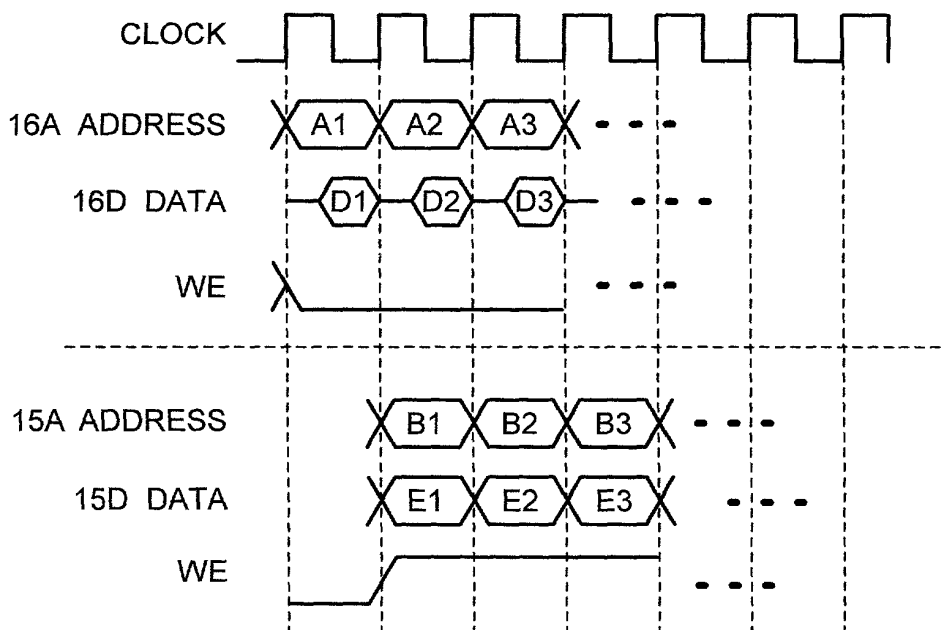 CLOCK
16A ADDRESS A1 A2 A3
16D DATA D1 D2 D3
WE
15A ADDRESS B1 B2 B3
15D DATA E1 E2 E3
WE